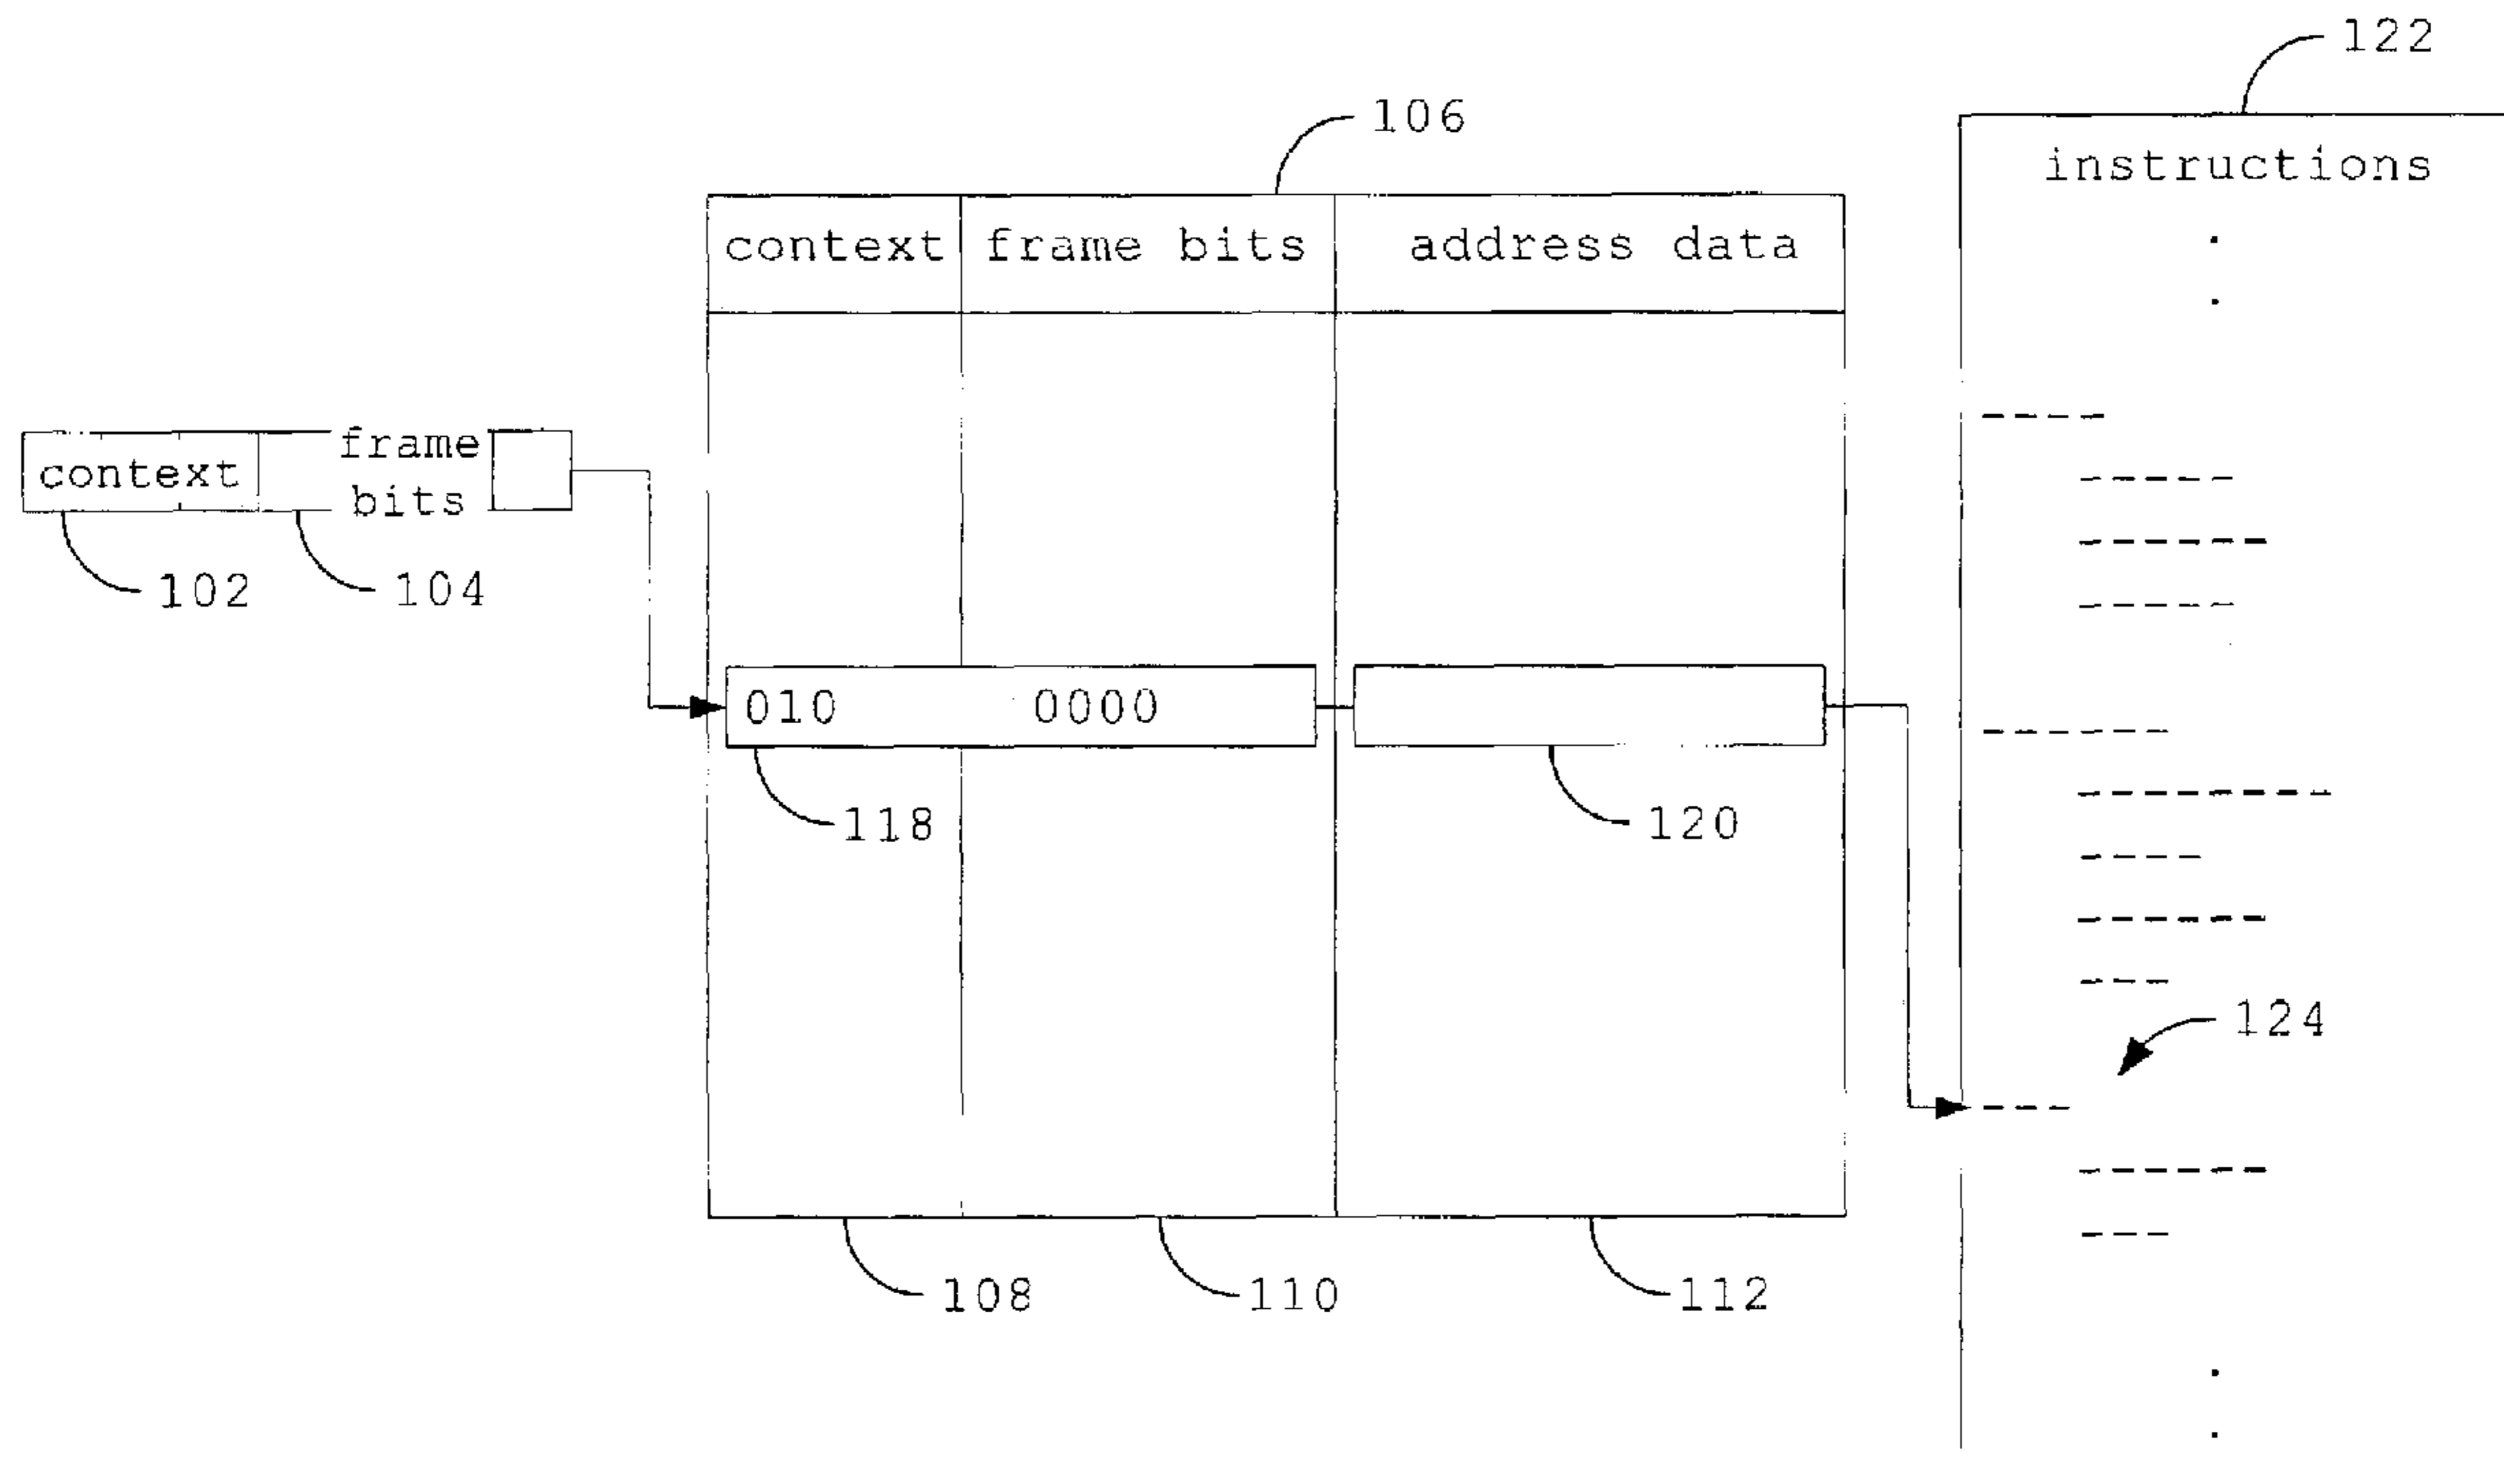 122
106
instructions
context frame bits address data
frame
context
bits
102 104
010 0000
118 120
124
108 110 112